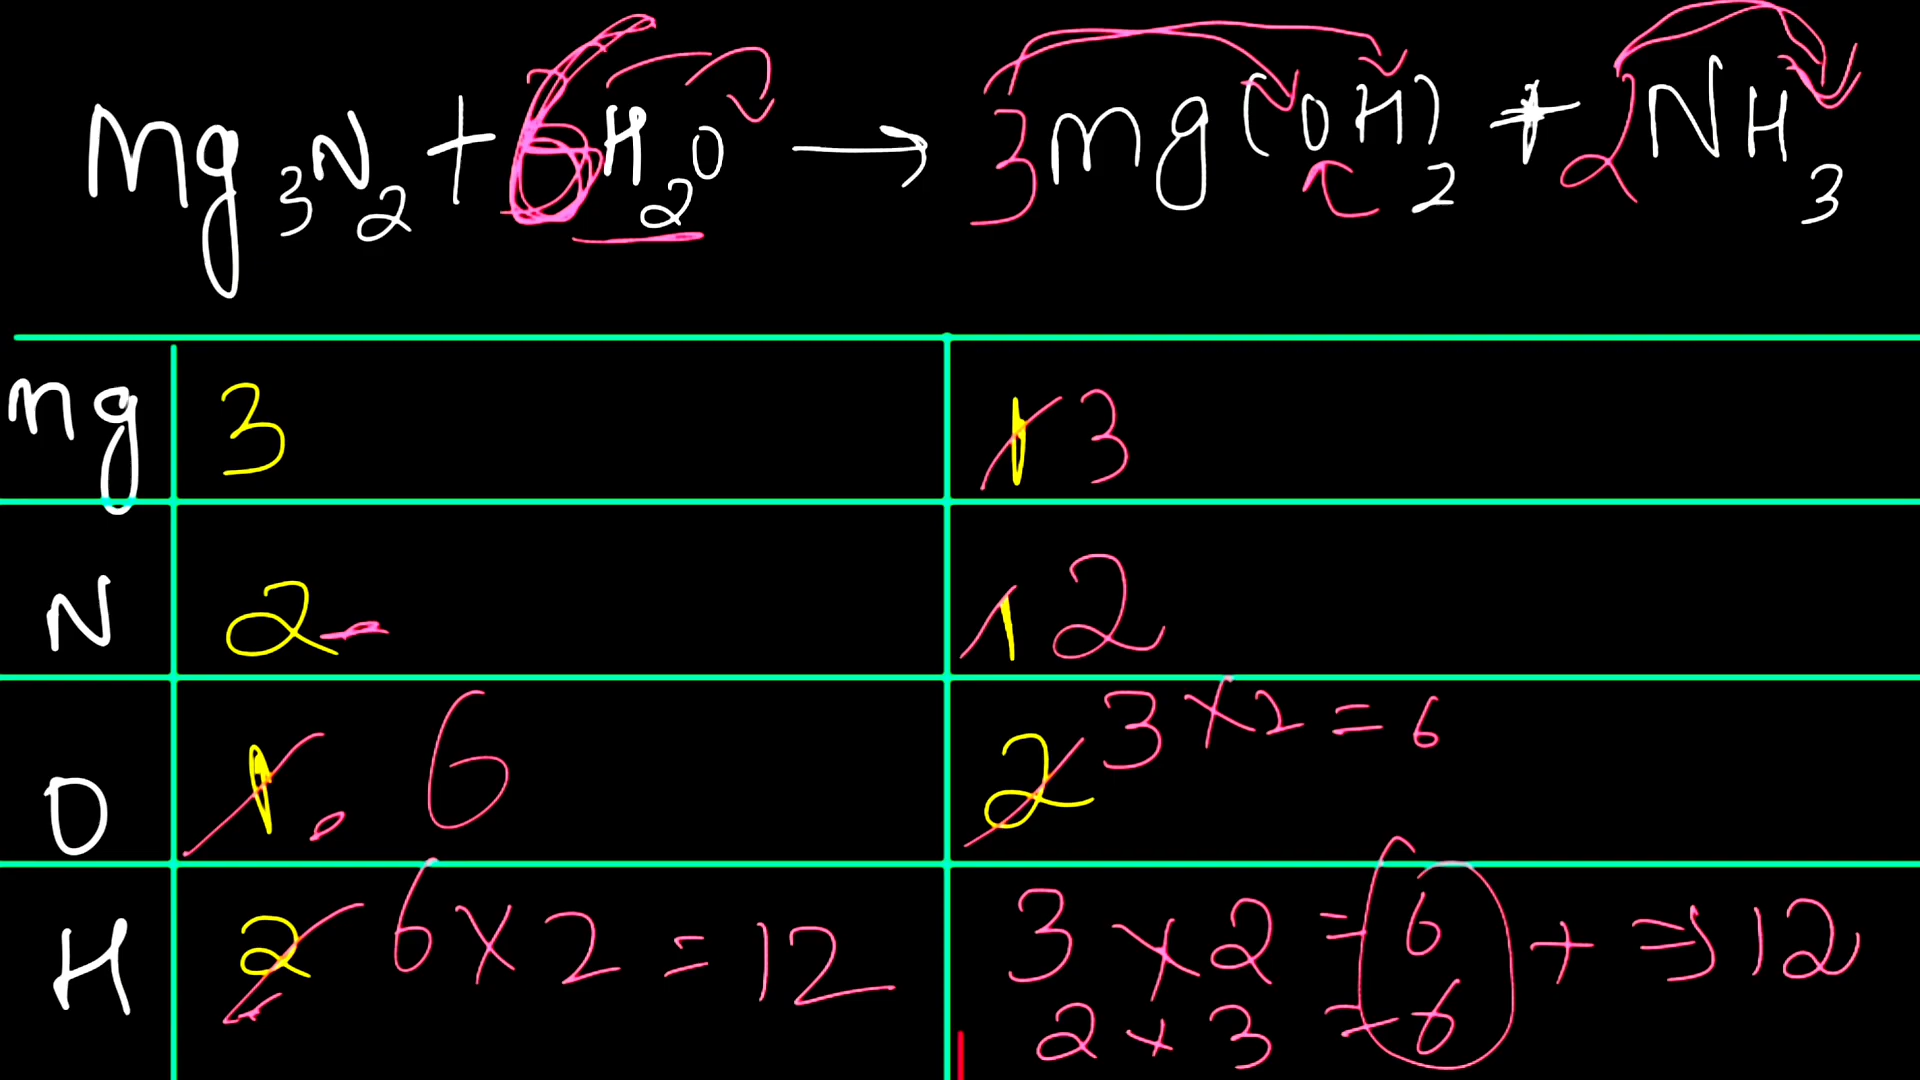 Mg₃N₂ + 6H₂O → 3mg(OH)₂ + 2NH₃
mg 3 1 3
N 2 - 1 2
O 1. 6 2 3 × 2 = 6
H 2 6 × 2 = 12 3 × 2 = 6 + ⇒ 12
2 × 3 = 6